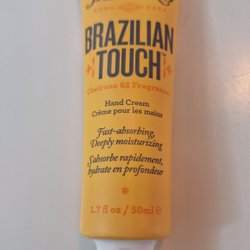 BRAZILIAN
TOUCH™
Cheirosa 62 Fragrance
Hand Cream
Crème pour les mains
Fast-absorbing,
Deeply moisturizing
S'absorbe rapidement,
hydrate en profondeur
1.7 fl oz / 50ml ℮